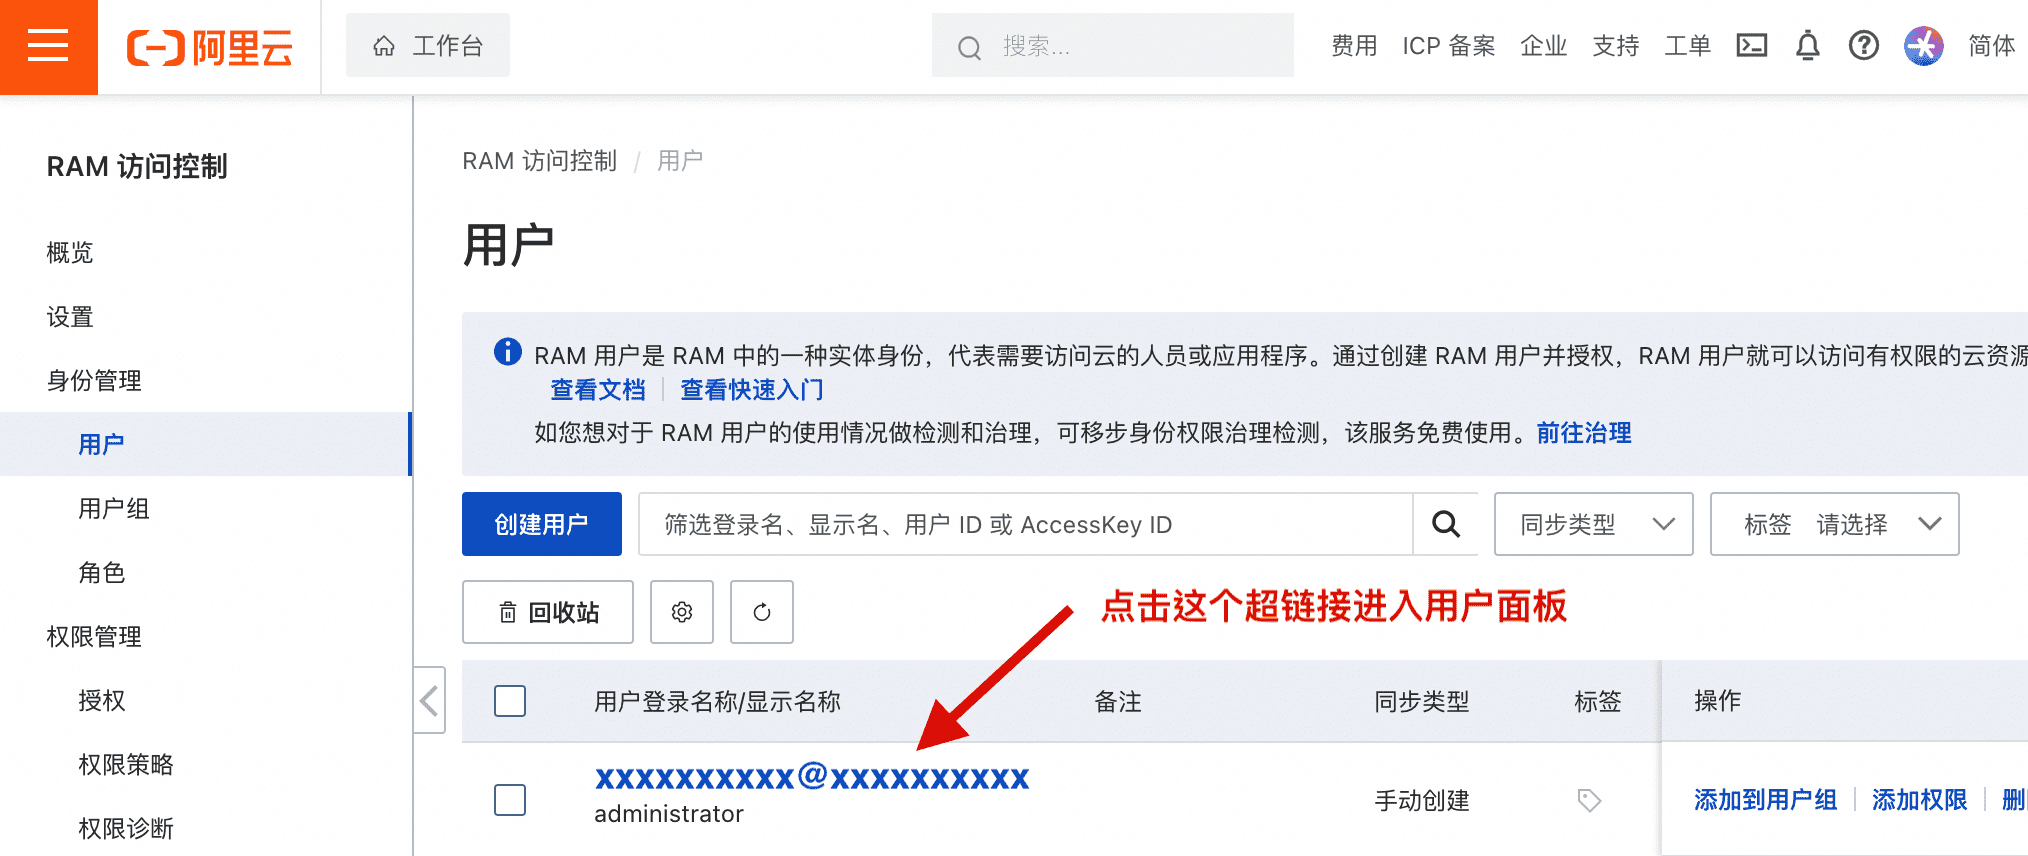 阿里云
工作台
搜索...
费用 ICP 备案 企业 支持 工单 简体
RAM 访问控制
概览
设置
身份管理
用户
用户组
角色
权限管理
授权
权限策略
权限诊断
RAM 访问控制 / 用户
用户
RAM 用户是 RAM 中的一种实体身份，代表需要访问云的人员或应用程序。通过创建 RAM 用户并授权，RAM 用户就可以访问有权限的云资源
查看文档 查看快速入门
如您想对于 RAM 用户的使用情况做检测和治理，可移步身份权限治理检测，该服务免费使用。前往治理
创建用户
筛选登录名、显示名、用户 ID 或 AccessKey ID
同步类型
标签 请选择
回收站
点击这个超链接进入用户面板
用户登录名称/显示名称 备注 同步类型 标签 操作
xxxxxxxxxx@xxxxxxxxxx
administrator
手动创建
添加到用户组 添加权限